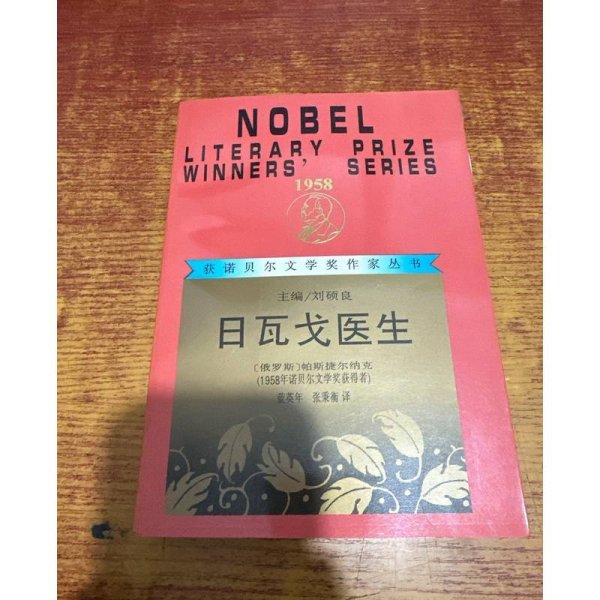 NOBEL
LITERARY PRIZE
WINNERS' SERIES
1958
获诺贝尔文学奖作家丛书
主编/刘硕良
日瓦戈医生
〔俄罗斯〕帕斯捷尔纳克
(1958年诺贝尔文学奖获得者)
蓝英年 张秉衡 译